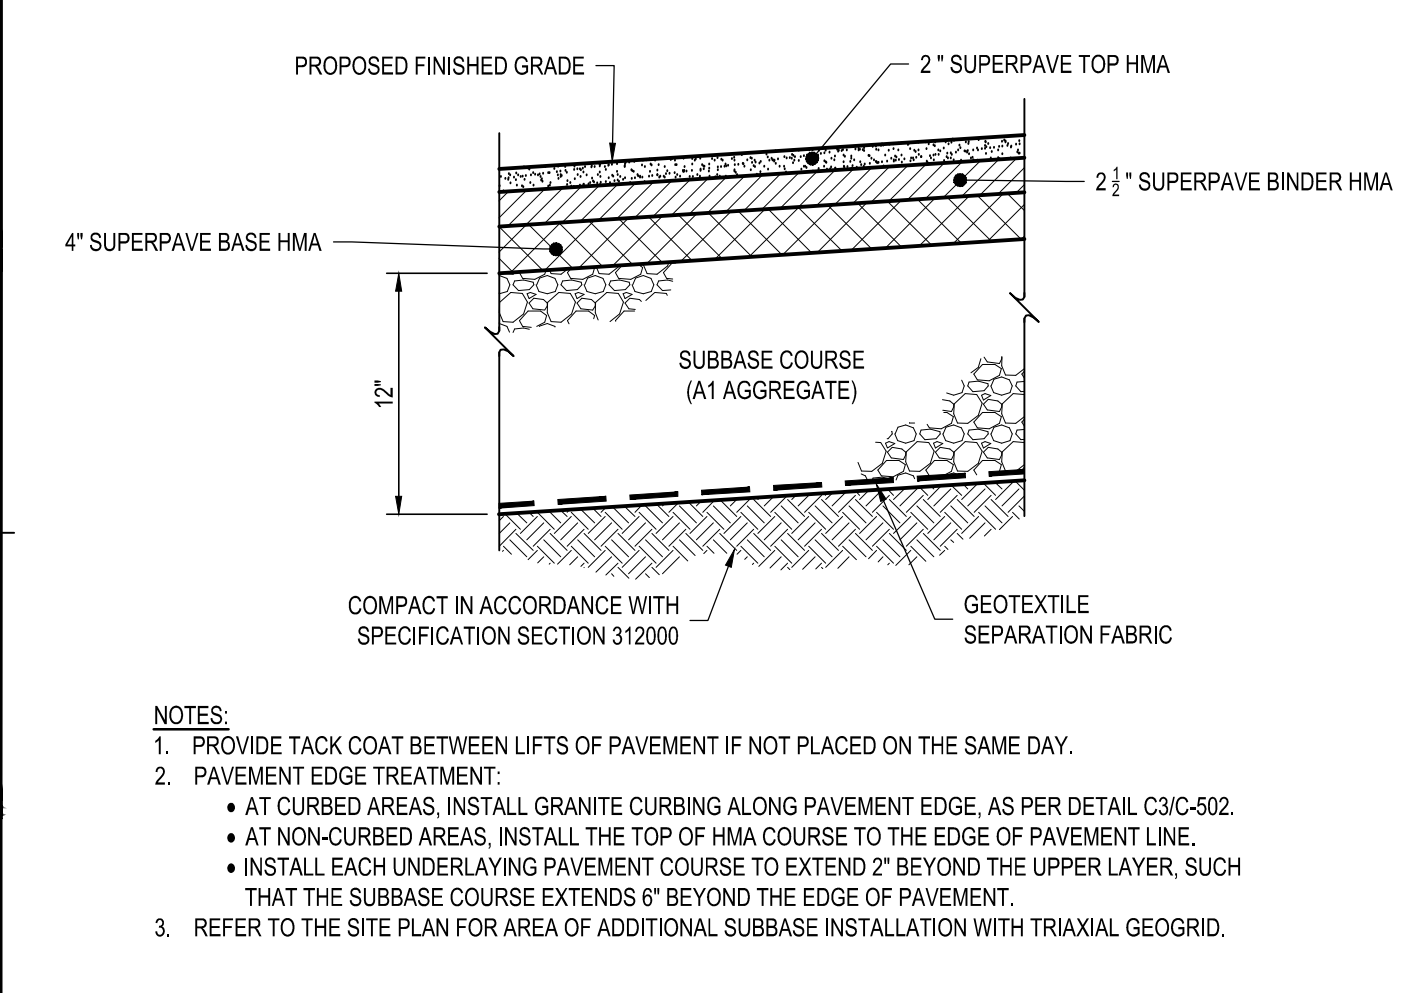 PROPOSED FINISHED GRADE
2 " SUPERPAVE TOP HMA
2 1/2 " SUPERPAVE BINDER HMA
4" SUPERPAVE BASE HMA
12"
SUBBASE COURSE
(A1 AGGREGATE)
COMPACT IN ACCORDANCE WITH
SPECIFICATION SECTION 312000
GEOTEXTILE
SEPARATION FABRIC
NOTES:
1. PROVIDE TACK COAT BETWEEN LIFTS OF PAVEMENT IF NOT PLACED ON THE SAME DAY.
2. PAVEMENT EDGE TREATMENT:
• AT CURBED AREAS, INSTALL GRANITE CURBING ALONG PAVEMENT EDGE, AS PER DETAIL C3/C-502.
• AT NON-CURBED AREAS, INSTALL THE TOP OF HMA COURSE TO THE EDGE OF PAVEMENT LINE.
• INSTALL EACH UNDERLAYING PAVEMENT COURSE TO EXTEND 2" BEYOND THE UPPER LAYER, SUCH
THAT THE SUBBASE COURSE EXTENDS 6" BEYOND THE EDGE OF PAVEMENT.
3. REFER TO THE SITE PLAN FOR AREA OF ADDITIONAL SUBBASE INSTALLATION WITH TRIAXIAL GEOGRID.